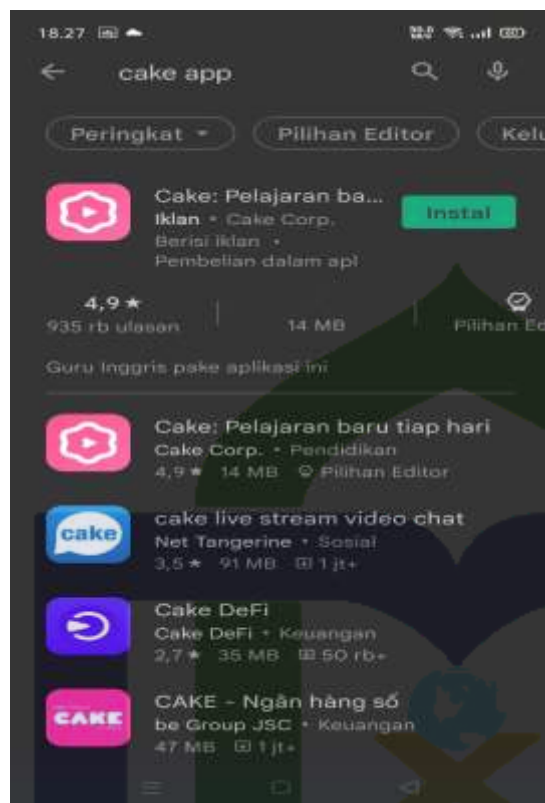 18.27
cake app
Peringkat
Pilihan Editor
Kelu
Cake: Pelajaran ba...
Instal
Iklan • Cake Corp.
Berisi iklan •
Pembelian dalam apl
4,9 ★
935 rb ulasan
14 MB
Pilihan Ed
Guru Inggris pake aplikasi ini
Cake: Pelajaran baru tiap hari
Cake Corp. • Pendidikan
4,9 ★ 14 MB Pilihan Editor
cake
cake live stream video chat
Net Tangerine • Sosial
3,5 ★ 91 MB 1 jt+
Cake DeFi
Cake DeFi • Keuangan
2,7 ★ 35 MB 50 rb+
CAKE
CAKE - Ngân hàng số
be Group JSC • Keuangan
47 MB 1 jt+